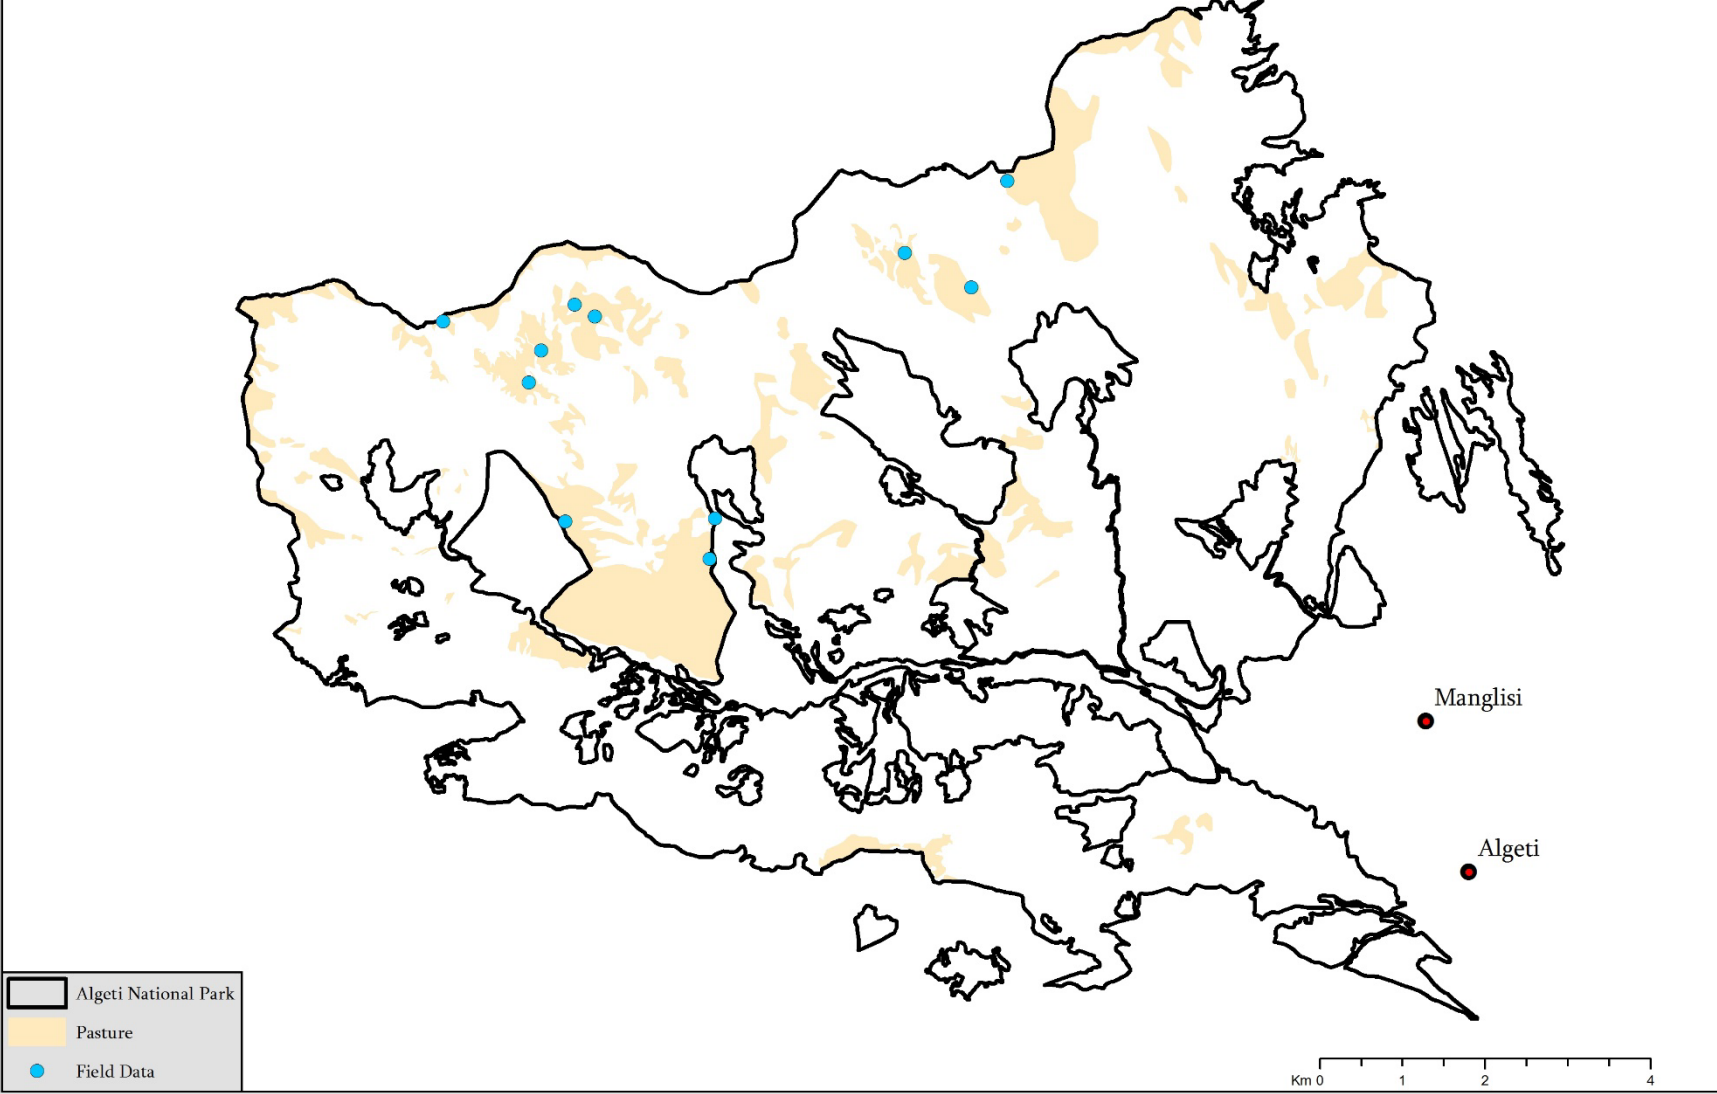 Manglisi
Algeti
Algeti National Park
Pasture
Field Data
Km 0 1 2 4